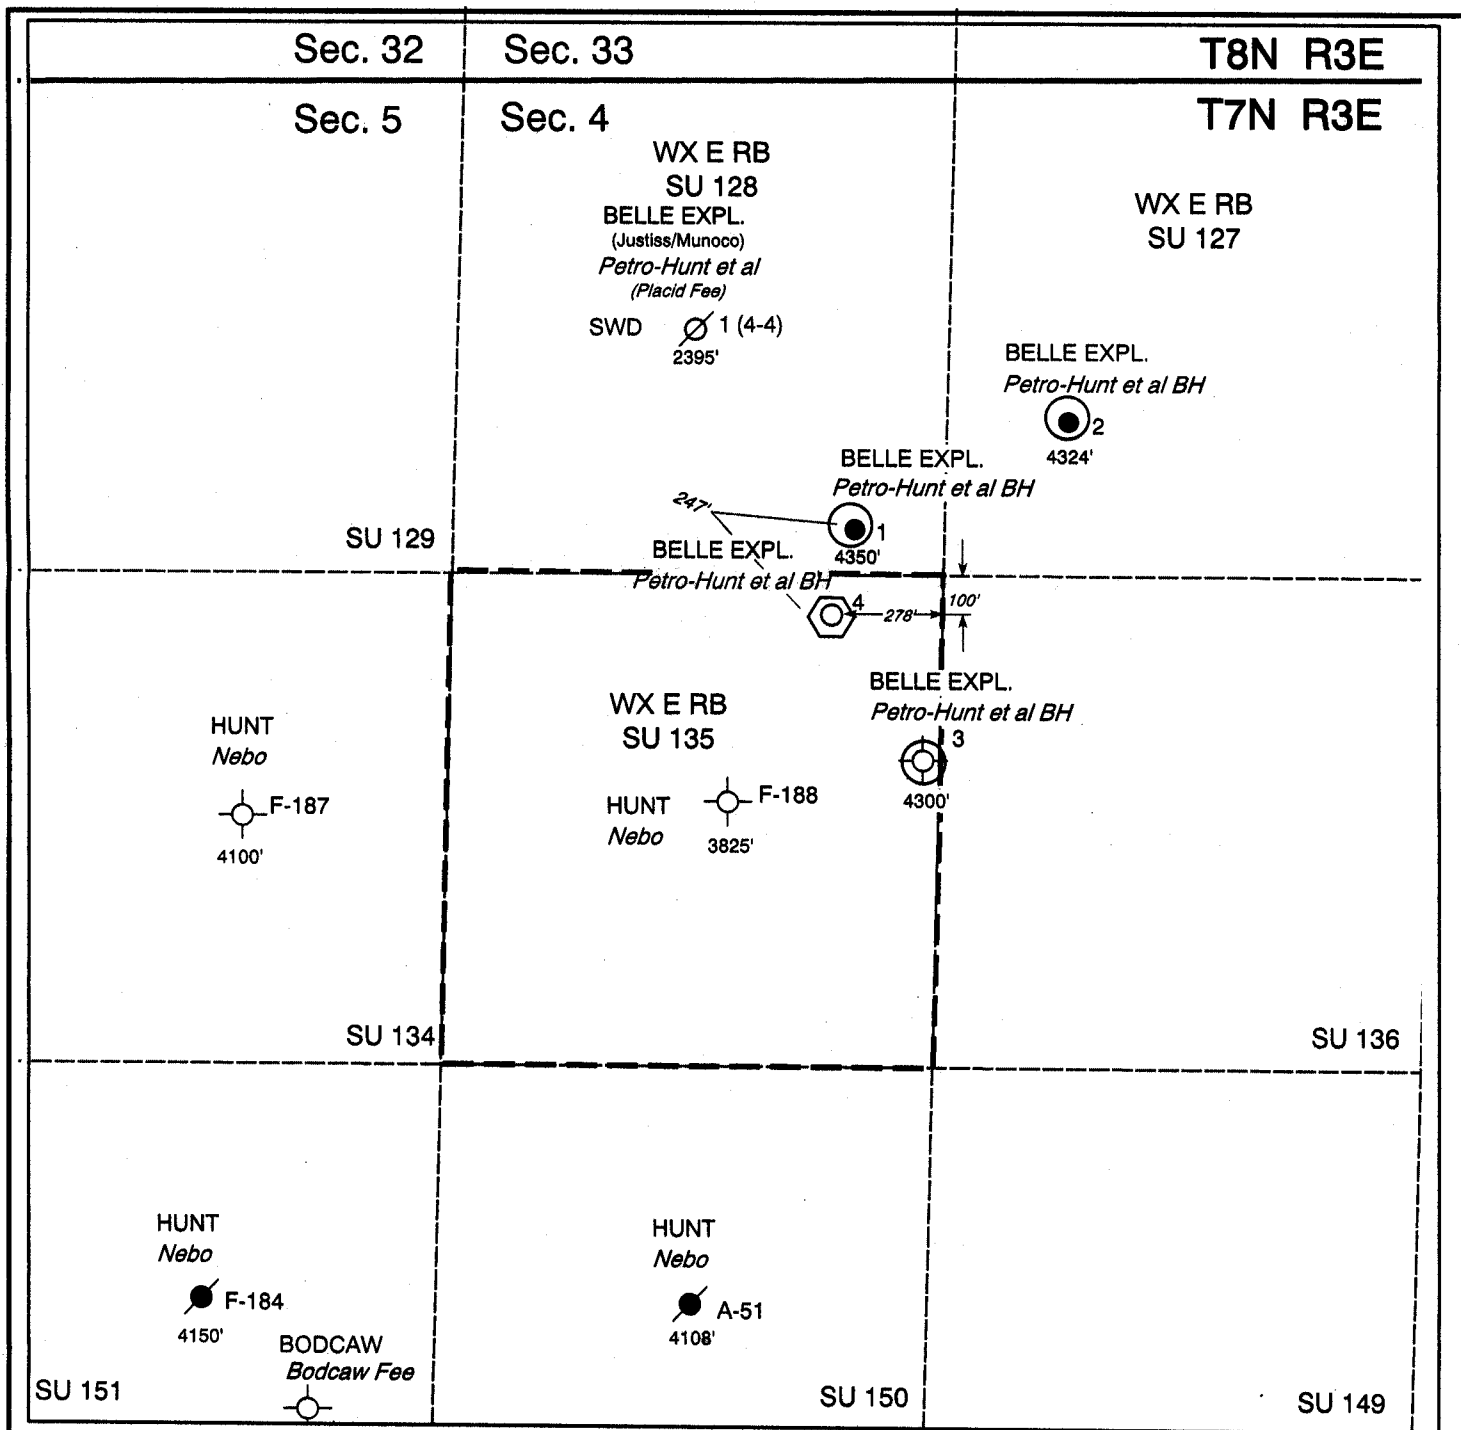 Sec. 32
Sec. 33
T8N R3E
Sec. 5
Sec. 4
T7N R3E
WX E RB
SU 128
BELLE EXPL.
(Justiss/Munoco)
Petro-Hunt et al
(Placid Fee)
SWD
1 (4-4)
2395'
WX E RB
SU 127
BELLE EXPL.
Petro-Hunt et al BH
2
4324'
BELLE EXPL.
Petro-Hunt et al BH
247'
1
4350'
SU 129
BELLE EXPL.
Petro-Hunt et al BH
4
278'
100'
BELLE EXPL.
Petro-Hunt et al BH
3
4300'
WX E RB
SU 135
HUNT
Nebo
F-187
4100'
HUNT
Nebo
F-188
3825'
SU 134
SU 136
HUNT
Nebo
F-184
4150'
HUNT
Nebo
A-51
4108'
BODCAW
Bodcaw Fee
SU 151
SU 150
SU 149